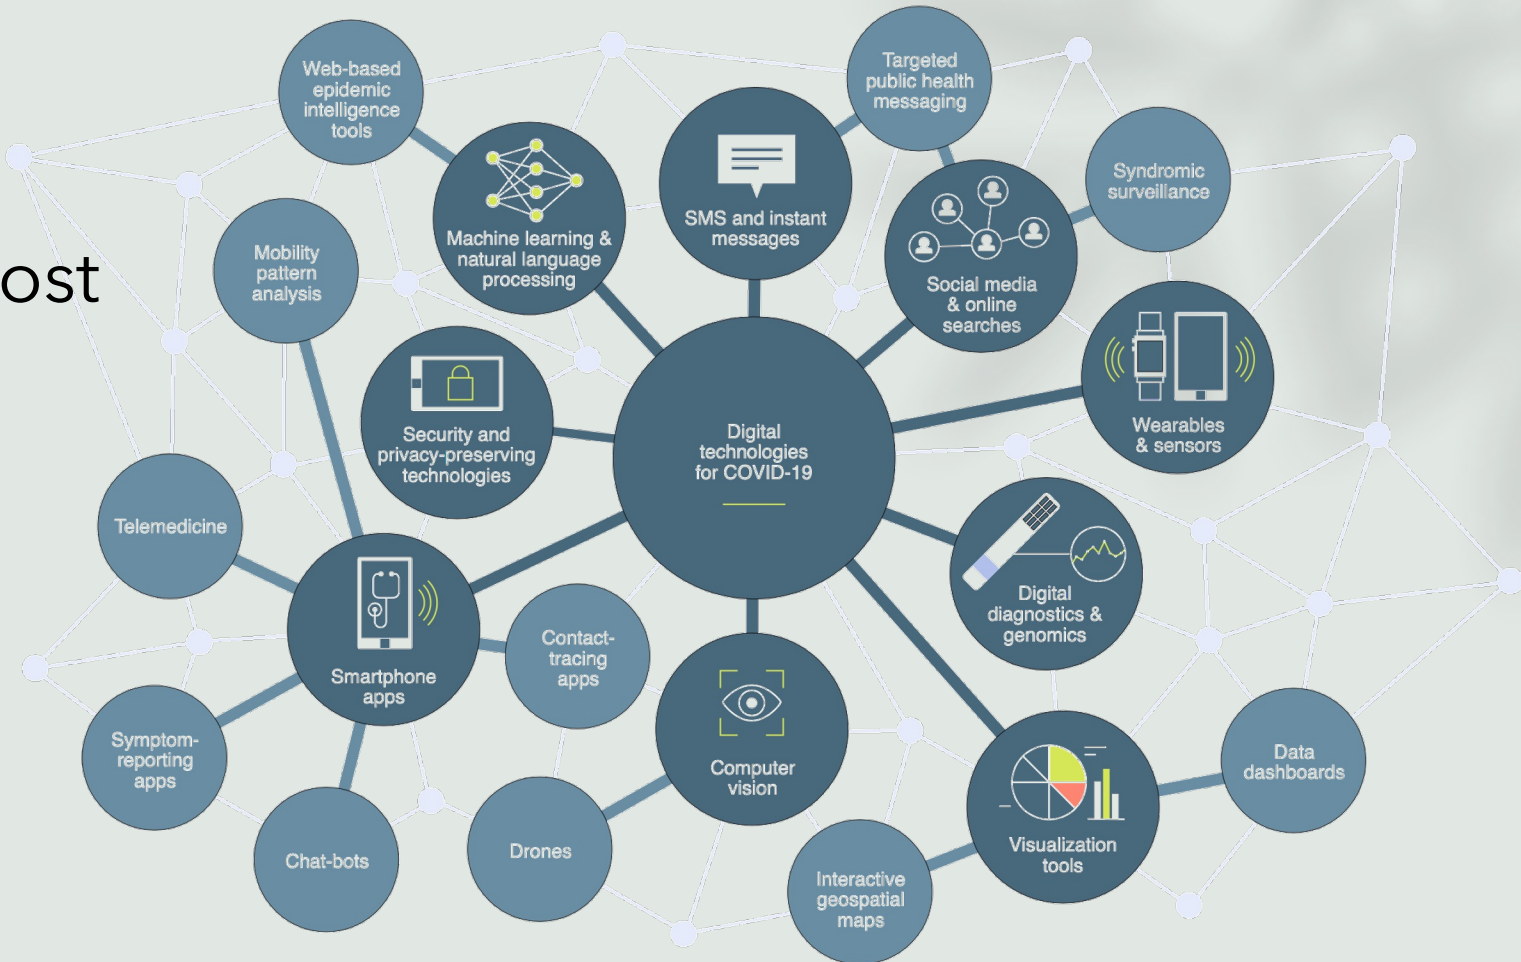 Web-based
epidemic
intelligence
tools
Targeted
public health
messaging
Machine learning &
natural language
processing
SMS and instant
messages
Syndromic
surveillance
Social media
& online
searches
Mobility
pattern
analysis
ost
Security and
privacy-preserving
technologies
Digital
technologies
for COVID-19
Wearables
& sensors
Telemedicine
Digital
diagnostics &
genomics
Smartphone
apps
Contact-
tracing
apps
Symptom-
reporting
apps
Computer
vision
Data
dashboards
Chat-bots
Drones
Visualization
tools
Interactive
geospatial
maps